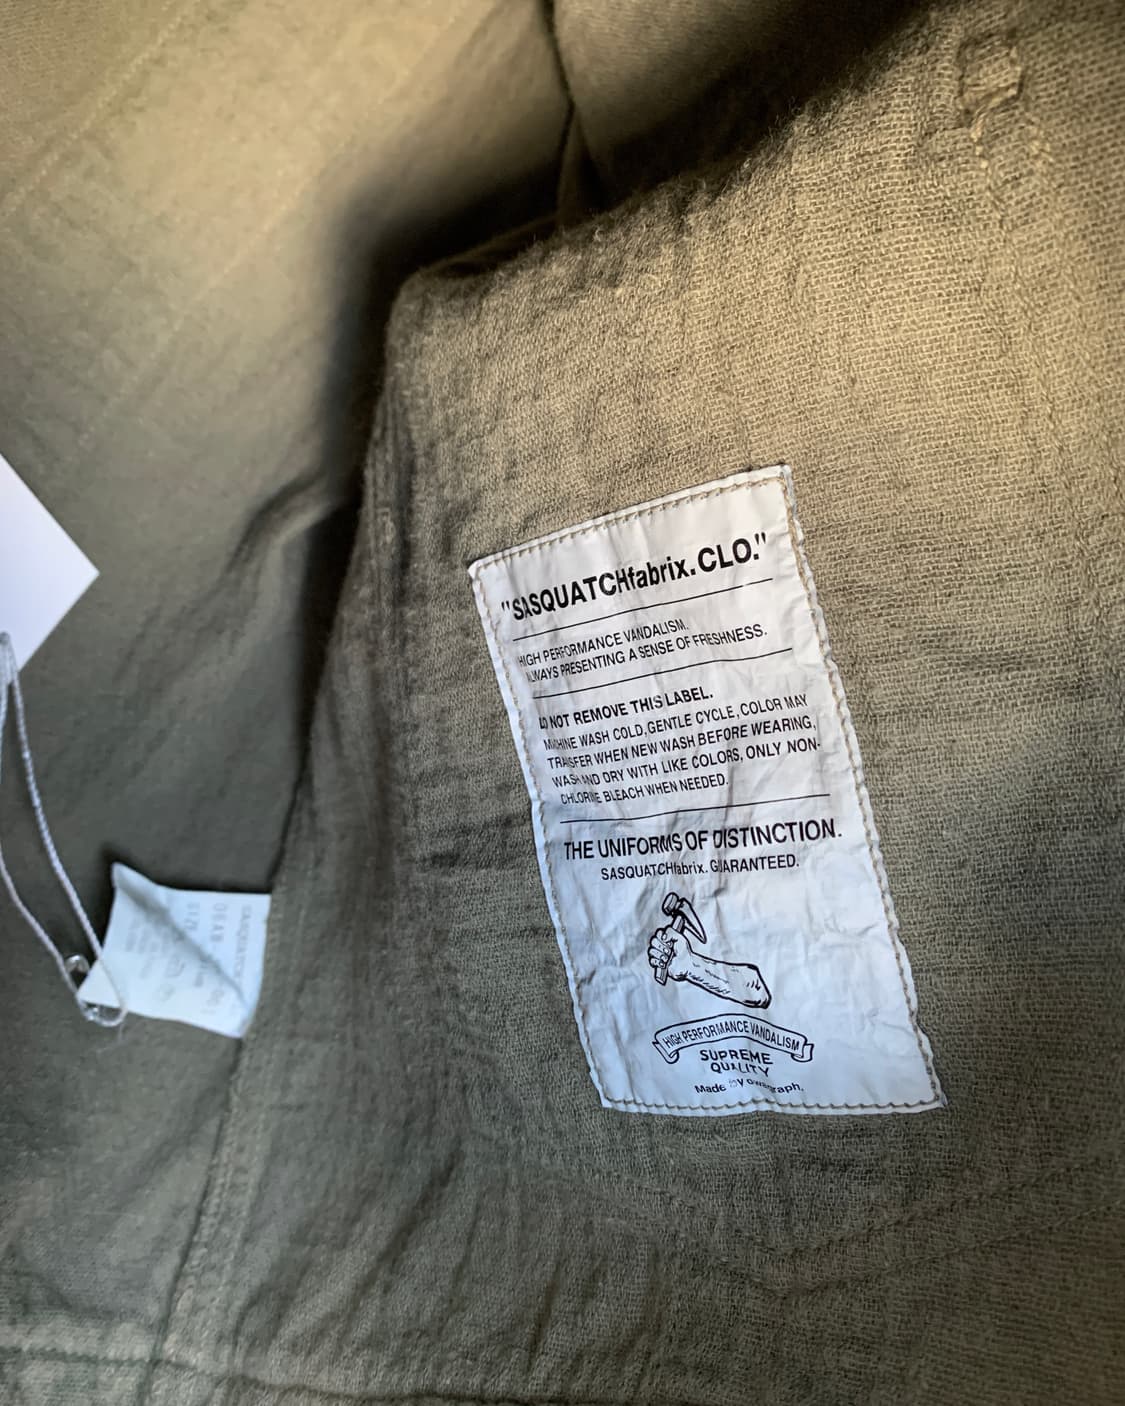 "SASQUATCHfabrix. CLO."
HIGH PERFORMANCE VANDALISM.
ALWAYS PRESENTING A SENSE OF FRESHNESS.
DO NOT REMOVE THIS LABEL.
MACHINE WASH COLD, GENTLE CYCLE, COLOR MAY
TRANSFER WHEN NEW WASH BEFORE WEARING,
WASH AND DRY WITH LIKE COLORS, ONLY NON-
CHLORINE BLEACH WHEN NEEDED.
THE UNIFORMS OF DISTINCTION.
SASQUATCHfabrix. GUARANTEED.
HIGH PERFORMANCE VANDALISM
SUPREME
QUALITY
Made by